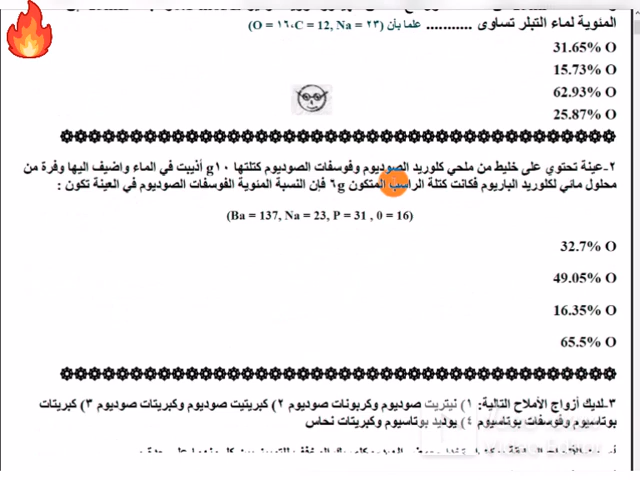 المئوية لماء التبلر تساوى ........... علما بأن (O = ١٦،C = 12, Na = ٢٣)
31.65% O
15.73% O
62.93% O
25.87% O
٢-عينة تحتوي على خليط من ملحي كلوريد الصوديوم وفوسفات الصوديوم كتلتها g١٠ أذيبت في الماء واضيف اليها وفرة من
محلول مائي لكلوريد الباريوم فكانت كتلة الراسب المتكون ٦g فإن النسبة المئوية الفوسفات الصوديوم في العينة تكون :
(Ba = 137, Na = 23, P = 31 , 0 = 16)
32.7% O
49.05% O
16.35% O
65.5% O
٣-لديك أزواج الأملاح التالية: ١) نيتريت صوديوم وكربونات صوديوم ٢) كبريتيت صوديوم وكبريتات صوديوم ٣) كبريتات
بوتاسيوم وفوسفات بوتاسيوم ٤) يوديد بوتاسيوم وكبريتات نحاس